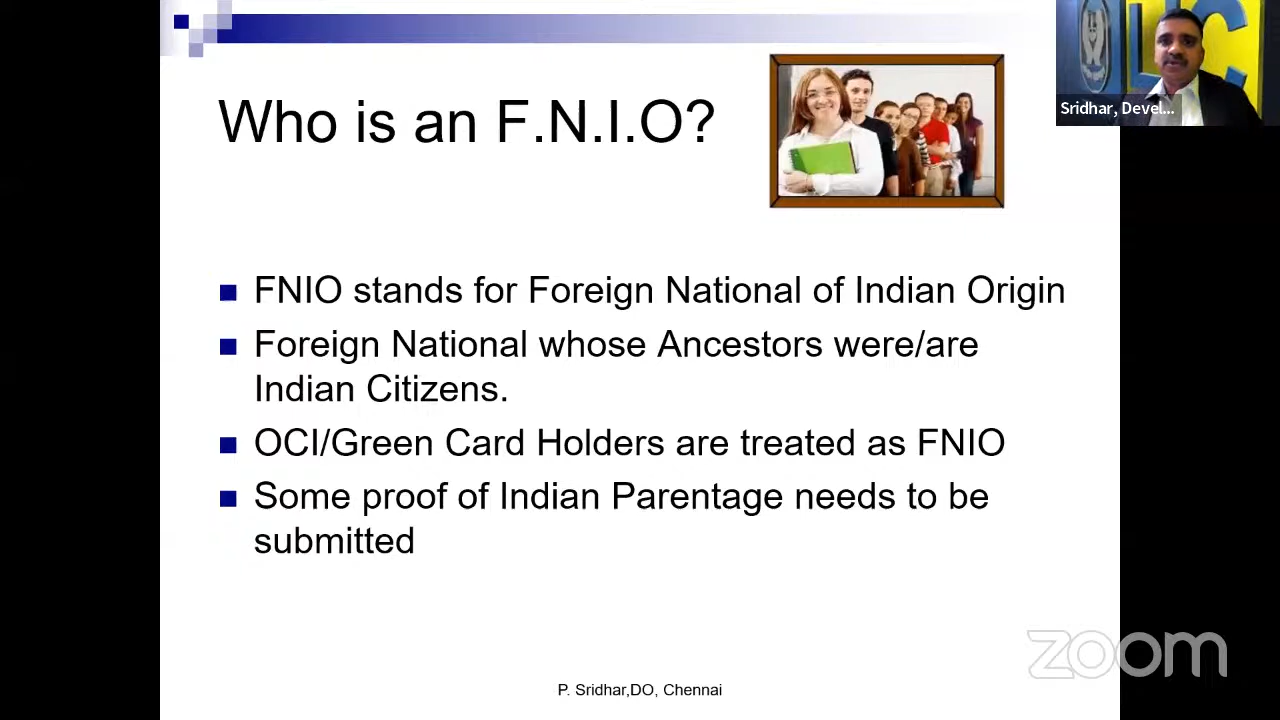 Who is an F.N.I.O?
LIC
Sridhar, Devel...
FNIO stands for Foreign National of Indian Origin
Foreign National whose Ancestors were/are
Indian Citizens.
OCI/Green Card Holders are treated as FNIO
Some proof of Indian Parentage needs to be
submitted
zoom
P. Sridhar,DO, Chennai